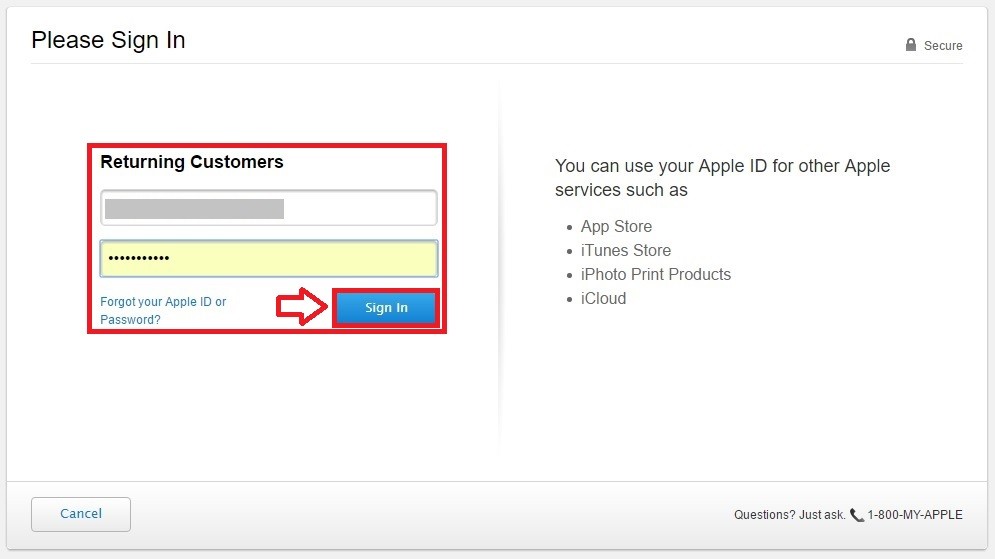 Please Sign In
Secure
Returning Customers
•••••••••••
Forgot your Apple ID or
Password?
Sign In
You can use your Apple ID for other Apple
services such as
• App Store
• iTunes Store
• iPhoto Print Products
• iCloud
Cancel
Questions? Just ask. 1-800-MY-APPLE